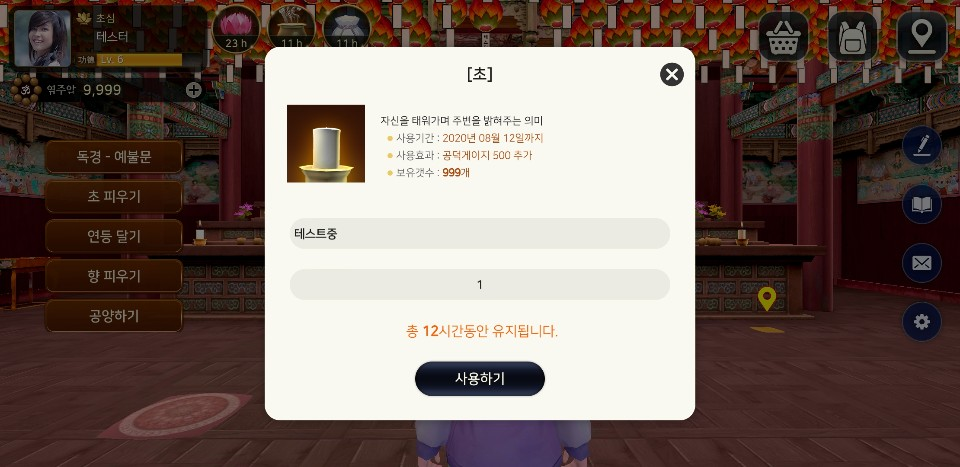 초심
테스터
功德 Lv. 6
23 h
11 h
11 h
염주알 9,999
독경 - 예불문
초 피우기
연등 달기
향 피우기
공양하기
[초]
자신을 태워가며 주변을 밝혀주는 의미
사용기간 : 2020년 08월 12일까지
사용효과 : 공덕게이지 500 추가
보유갯수 : 999개
테스트중
1
총 12시간동안 유지됩니다.
사용하기